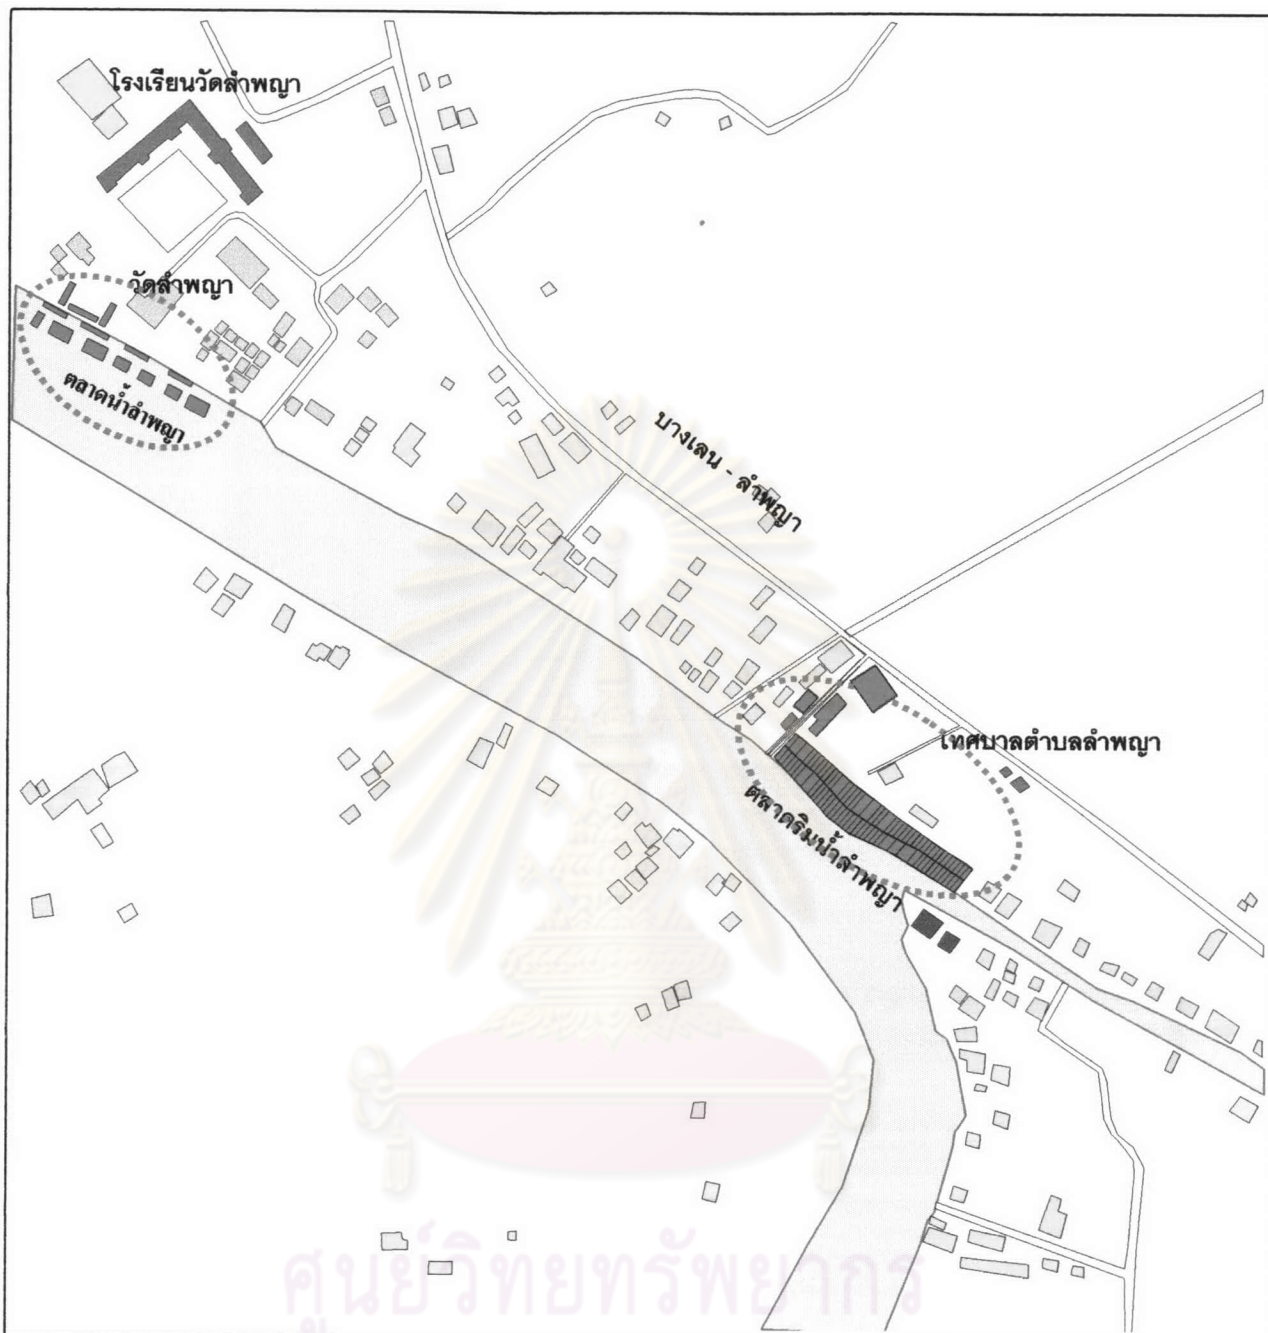 โรงเรียนวัดลำพญา
วัดลำพญา
ตลาดน้ำลำพญา
บางเลน - ลำพญา
เทศบาลตำบลลำพญา
ตลาดริมน้ำลำพญา
ศูนย์วิทยทรัพยากร